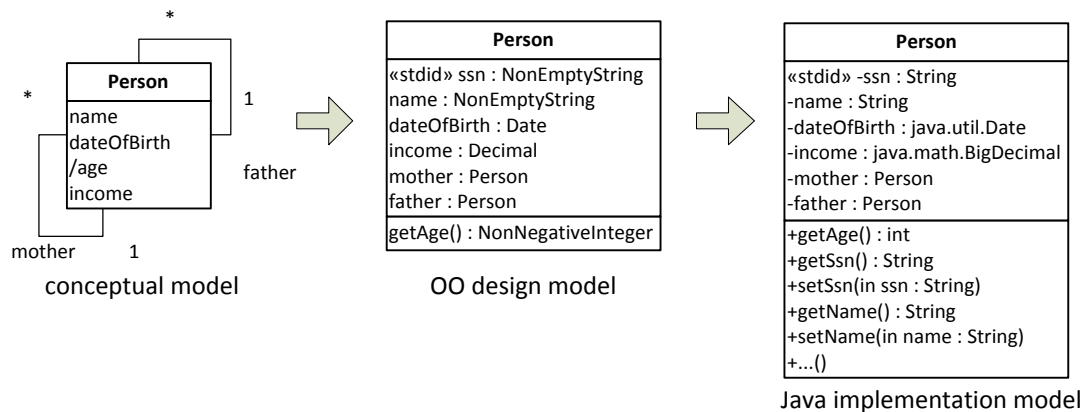 *
Person
*
name
dateOfBirth
/age
income
1
father
mother
1
conceptual model
Person
«stdid» ssn : NonEmptyString
name : NonEmptyString
dateOfBirth : Date
income : Decimal
mother : Person
father : Person
getAge() : NonNegativeInteger
OO design model
Person
«stdid» -ssn : String
-name : String
-dateOfBirth : java.util.Date
-income : java.math.BigDecimal
-mother : Person
-father : Person
+getAge() : int
+getSsn() : String
+setSsn(in ssn : String)
+getName() : String
+setName(in name : String)
+...()
Java implementation model